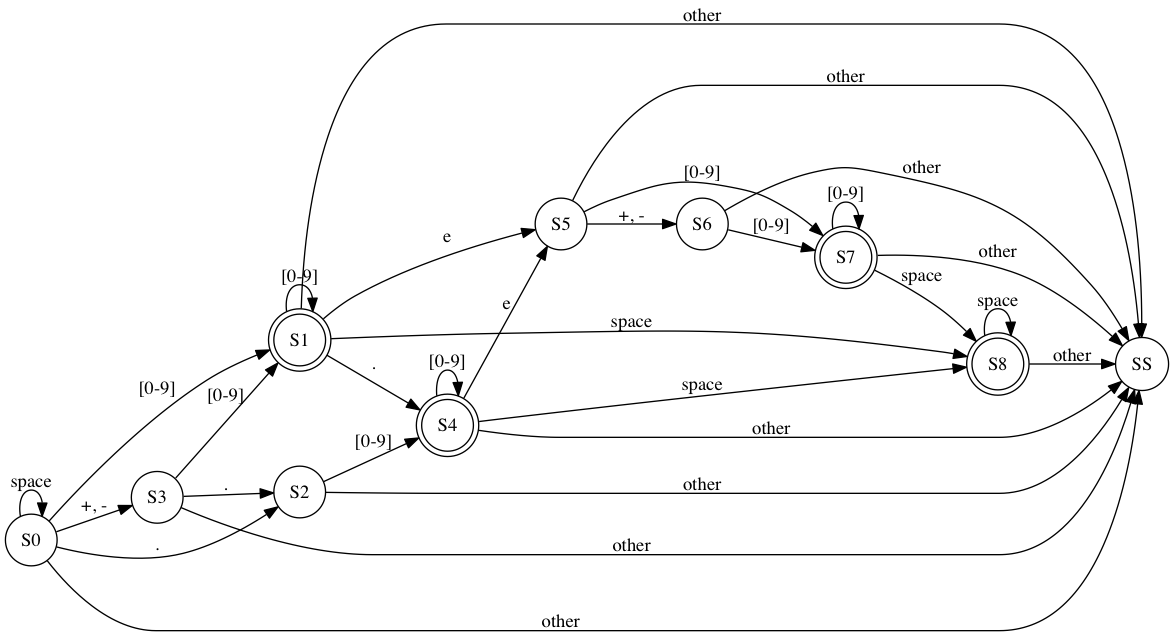 other
other
[0-9]
other
[0-9]
S5
+, -
S6
[0-9]
S7
other
e
space
[0-9]
S1
space
space
S8
other
SS
e
.
[0-9]
S4
space
other
[0-9]
[0-9]
[0-9]
space
S0
+, -
S3
.
S2
other
.
other
other